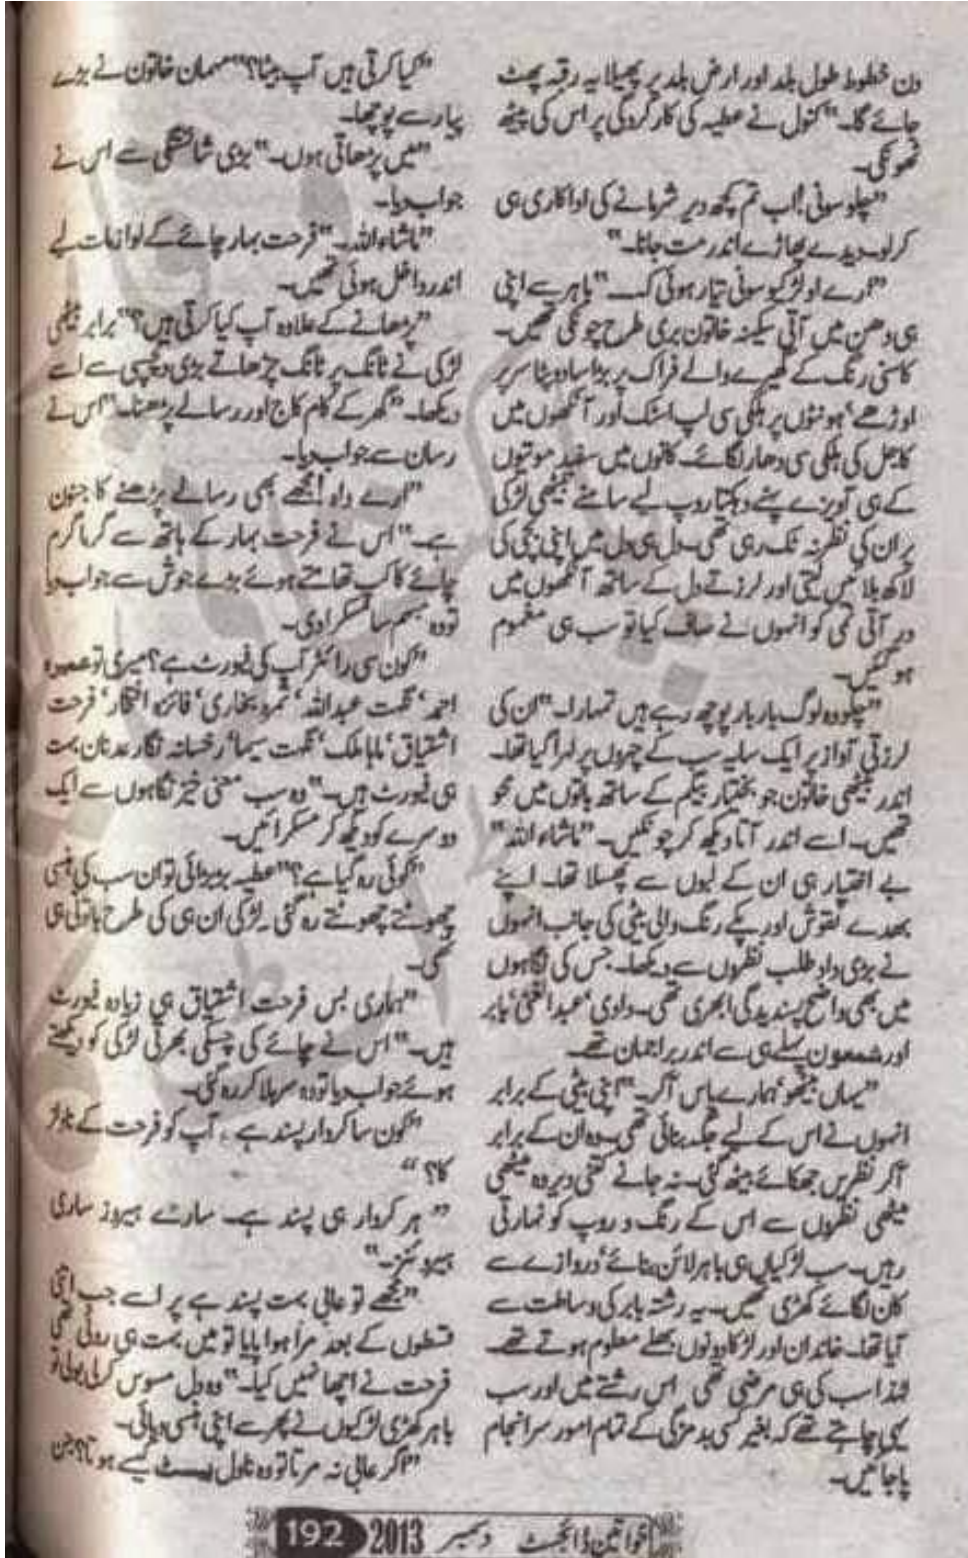 دن خطوط طول بلد اور ارض بلد پر پھیلا یہ رقبہ پھٹ
جائے گا۔" کنول نے عطیہ کی کارکردگی پر اس کی پیٹھ
ٹھونکی۔
"چلو سونی! اب تم کچھ دیر شرمانے کی اداکاری ہی
کرلو۔ دیدے پھاڑے اندر مت جانا۔"
"ارے او لڑکیو سونی تیار ہوئی کہ۔" باہر سے اپنی
ہی دھن میں آتی سکینہ خاتون بری طرح چونکی تھیں۔
کاسنی رنگ کے گھیرے والے فراک پر بڑا سا دوپٹا سر پر
اوڑھے' ہونٹوں پر ہلکی سی لپ اسٹک اور آنکھوں میں
کاجل کی ہلکی سی دھار لگائے۔ کانوں میں سفید موتیوں
کے ہی آویزے پہنے دہکتا روپ لیے سامنے بیٹھی لڑکی
پر ان کی نظر نہ ٹک رہی تھی۔ دل ہی دل میں اپنی بچی کی
لاکھ بلائیں لیتی اور لرزتے دل کے ساتھ آنکھوں میں
در آتی نمی کو انہوں نے صاف کیا تو سب ہی مغموم
ہو گئیں۔
"چلو وہ لوگ بار بار پوچھ رہے ہیں تمہارا۔" ان کی
لرزتی آواز پر ایک سایہ سب کے چہروں پر لہرا گیا تھا۔
اندر بیٹھی خاتون جو بختیار بیگم کے ساتھ باتوں میں محو
تھیں۔ اسے اندر آتا دیکھ کر چونکیں۔ "ماشاء اللہ"
بے اختیار ہی ان کے لبوں سے پھسلا تھا۔ اپنے
بھدے نقوش اور پکے رنگ والی بیٹی کی جانب انہوں
نے بڑی داد طلب نظروں سے دیکھا۔ جس کی نگاہوں
میں بھی واضح پسندیدگی ابھری تھی۔ دادی' عبدالغنی' بابر
اور شمعون پہلے ہی سے اندر براجمان تھے۔
"یہاں بیٹھو' ہمارے پاس آکر۔" اپنی بیٹی کے برابر
انہوں نے اس کے لیے جگہ بنائی تھی۔ وہ ان کے برابر
آکر نظریں جھکائے بیٹھ گئی۔ نہ جانے کتنی دیر وہ میٹھی
میٹھی نظروں سے اس کے رنگ و روپ کو نہارتی
رہیں۔ سب لڑکیاں ہی باہر لائن بنائے' دروازے سے
کان لگائے کھڑی تھیں۔ یہ رشتہ بابر کی وساطت سے
آیا تھا۔ خاندان اور لڑکا دونوں بھلے معلوم ہوتے تھے۔
لہٰذا سب کی ہی مرضی تھی اس رشتے میں اور سب
یہی چاہتے تھے کہ بغیر کسی بدمزگی کے تمام امور سرانجام
پا جائیں۔
"کیا کرتی ہیں آپ بیٹا؟" مہمان خاتون نے بڑے
پیار سے پوچھا۔
"میں پڑھاتی ہوں۔" بڑی شائستگی سے اس نے
جواب دیا۔
"ماشاء اللہ۔" فرحت بہار چائے کے لوازمات لیے
اندر داخل ہوئی تھیں۔
"پڑھانے کے علاوہ آپ کیا کرتی ہیں؟" برابر بیٹھی
لڑکی نے ٹانگ پر ٹانگ چڑھاتے بڑی دلچسپی سے اسے
دیکھا۔ "گھر کے کام کاج اور رسالے پڑھنا۔" اس نے
رسان سے جواب دیا۔
"ارے واہ! مجھے بھی رسالے پڑھنے کا جنون
ہے۔" اس نے فرحت بہار کے ہاتھ سے گرما گرم
چائے کا کپ تھامتے ہوئے بڑے جوش سے جواب دیا
تو وہ مبہم سا مسکرا دی۔
"کون سی رائٹر آپ کی فیورٹ ہے؟ میری تو عمیرہ
احمد' نگہت عبداللہ' ثمرہ بخاری' فائزہ افتخار' فرحت
اشتیاق' ماہا ملک' نگہت سیما' رخسانہ نگار عدنان بہت
ہی فیورٹ ہیں۔" وہ سب معنی خیز نگاہوں سے ایک
دوسرے کو دیکھ کر مسکرائیں۔
"کوئی رہ گیا ہے؟" عطیہ بڑبڑائی تو ان سب کی ہنسی
چھوٹتے چھوٹتے رہ گئی۔ لڑکی ان ہی کی طرح باتونی ہی
تھی۔
"ہماری بس فرحت اشتیاق ہی زیادہ فیورٹ
ہیں۔" اس نے چائے کی چسکی بھرتی لڑکی کو دیکھتے
ہوئے جواب دیا تو وہ سر ہلا کر رہ گئی۔
"کون سا کردار پسند ہے، آپ کو فرحت کے ناولز
کا؟"
"ہر کردار ہی پسند ہے۔ سارے ہیروز ساری
ہیروئنز۔"
"مجھے تو عالی بہت پسند ہے پر اسے جب اتنی
قسطوں کے بعد مرا ہوا پایا تو میں بہت ہی روئی تھی
فرحت نے اچھا نہیں کیا۔" وہ دل مسوس کر بولی تو
باہر کھڑی لڑکیوں نے پھر سے اپنی ہنسی دبائی۔
"اگر عالی نہ مرتا تو وہ ناول ہسٹ کیسے ہوتا؟ جن
خواتین ڈائجسٹ دسمبر 2013 192